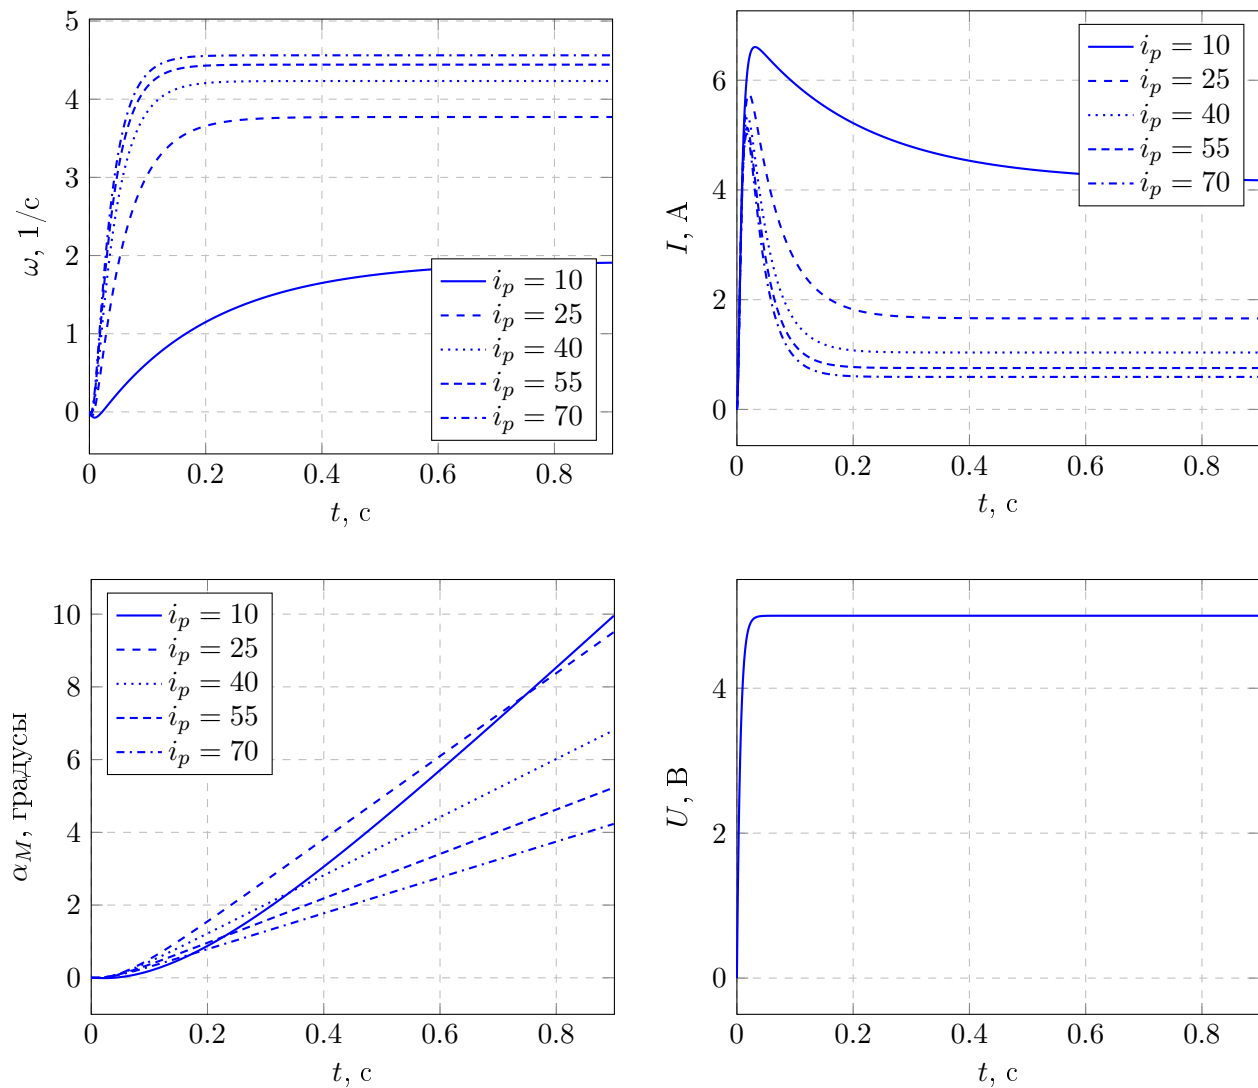 5
4
3
2
1
0
ω, 1/с
0
0.2
0.4
0.6
0.8
t, с
i_p = 10
i_p = 25
i_p = 40
i_p = 55
i_p = 70
6
4
2
0
I, А
0
0.2
0.4
0.6
0.8
t, с
i_p = 10
i_p = 25
i_p = 40
i_p = 55
i_p = 70
10
8
6
4
2
0
α_M, градусы
0
0.2
0.4
0.6
0.8
t, с
i_p = 10
i_p = 25
i_p = 40
i_p = 55
i_p = 70
4
2
0
U, В
0
0.2
0.4
0.6
0.8
t, с